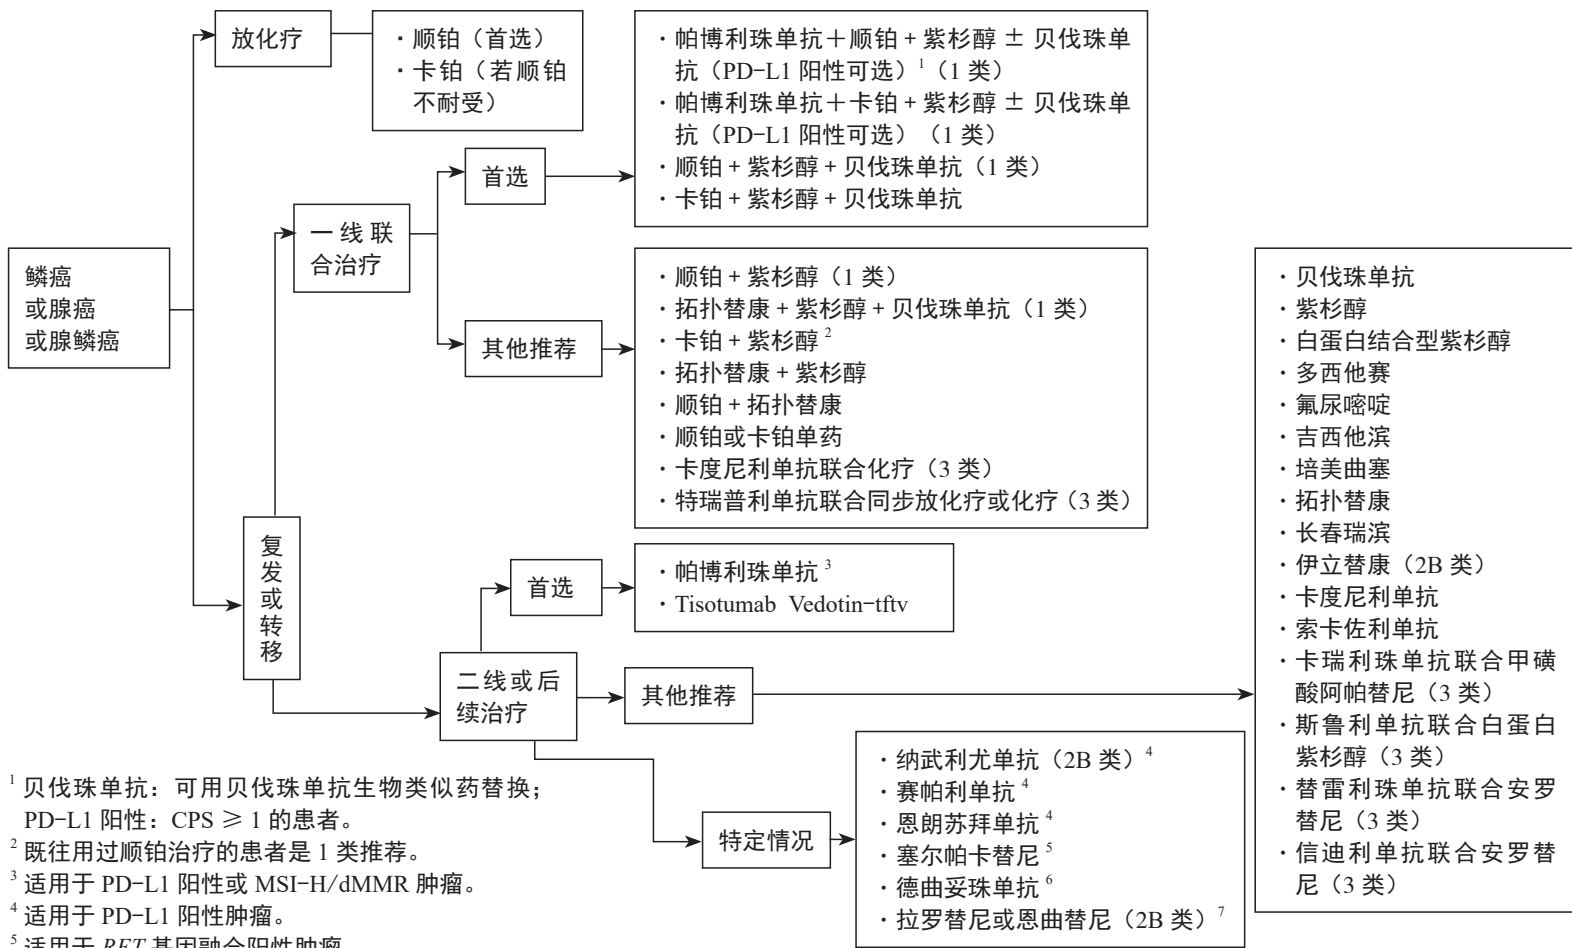 放化疗
· 顺铂（首选）
· 卡铂（若顺铂
不耐受）
· 帕博利珠单抗＋顺铂 + 紫杉醇 ± 贝伐珠单
抗（PD-L1 阳性可选）1（1 类）
· 帕博利珠单抗＋卡铂 + 紫杉醇 ± 贝伐珠单
抗（PD-L1 阳性可选）（1 类）
· 顺铂 + 紫杉醇 + 贝伐珠单抗（1 类）
· 卡铂 + 紫杉醇 + 贝伐珠单抗
首选
一线联
合治疗
鳞癌
或腺癌
或腺鳞癌
其他推荐
· 顺铂 + 紫杉醇（1 类）
· 拓扑替康 + 紫杉醇 + 贝伐珠单抗（1 类）
· 卡铂 + 紫杉醇 2
· 拓扑替康 + 紫杉醇
· 顺铂 + 拓扑替康
· 顺铂或卡铂单药
· 卡度尼利单抗联合化疗（3 类）
· 特瑞普利单抗联合同步放化疗或化疗（3 类）
复
发
或
转
移
首选
· 帕博利珠单抗 3
· Tisotumab Vedotin-tftv
二线或后
续治疗
其他推荐
· 贝伐珠单抗
· 紫杉醇
· 白蛋白结合型紫杉醇
· 多西他赛
· 氟尿嘧啶
· 吉西他滨
· 培美曲塞
· 拓扑替康
· 长春瑞滨
· 伊立替康（2B 类）
· 卡度尼利单抗
· 索卡佐利单抗
· 卡瑞利珠单抗联合甲磺
酸阿帕替尼（3 类）
· 斯鲁利单抗联合白蛋白
紫杉醇（3 类）
· 替雷利珠单抗联合安罗
替尼（3 类）
· 信迪利单抗联合安罗替
尼（3 类）
特定情况
· 纳武利尤单抗（2B 类）4
· 赛帕利单抗 4
· 恩朗苏拜单抗 4
· 塞尔帕卡替尼 5
· 德曲妥珠单抗 6
· 拉罗替尼或恩曲替尼（2B 类）7
1 贝伐珠单抗：可用贝伐珠单抗生物类似药替换；
PD-L1 阳性：CPS ≥ 1 的患者。
2 既往用过顺铂治疗的患者是 1 类推荐。
3 适用于 PD-L1 阳性或 MSI-H/dMMR 肿瘤。
4 适用于 PD-L1 阳性肿瘤。
5 适用于 RET 基因融合阳性肿瘤